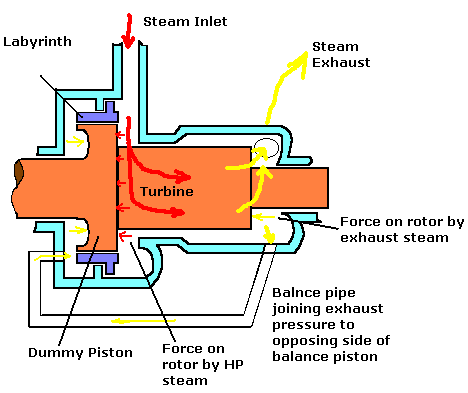 Steam Inlet
Labyrinth
Steam
Exhaust
Turbine
Force on rotor by
exhaust steam
Balnce pipe
joining exhaust
pressure to
opposing side of
balance piston
Dummy Piston
Force on
rotor by HP
steam